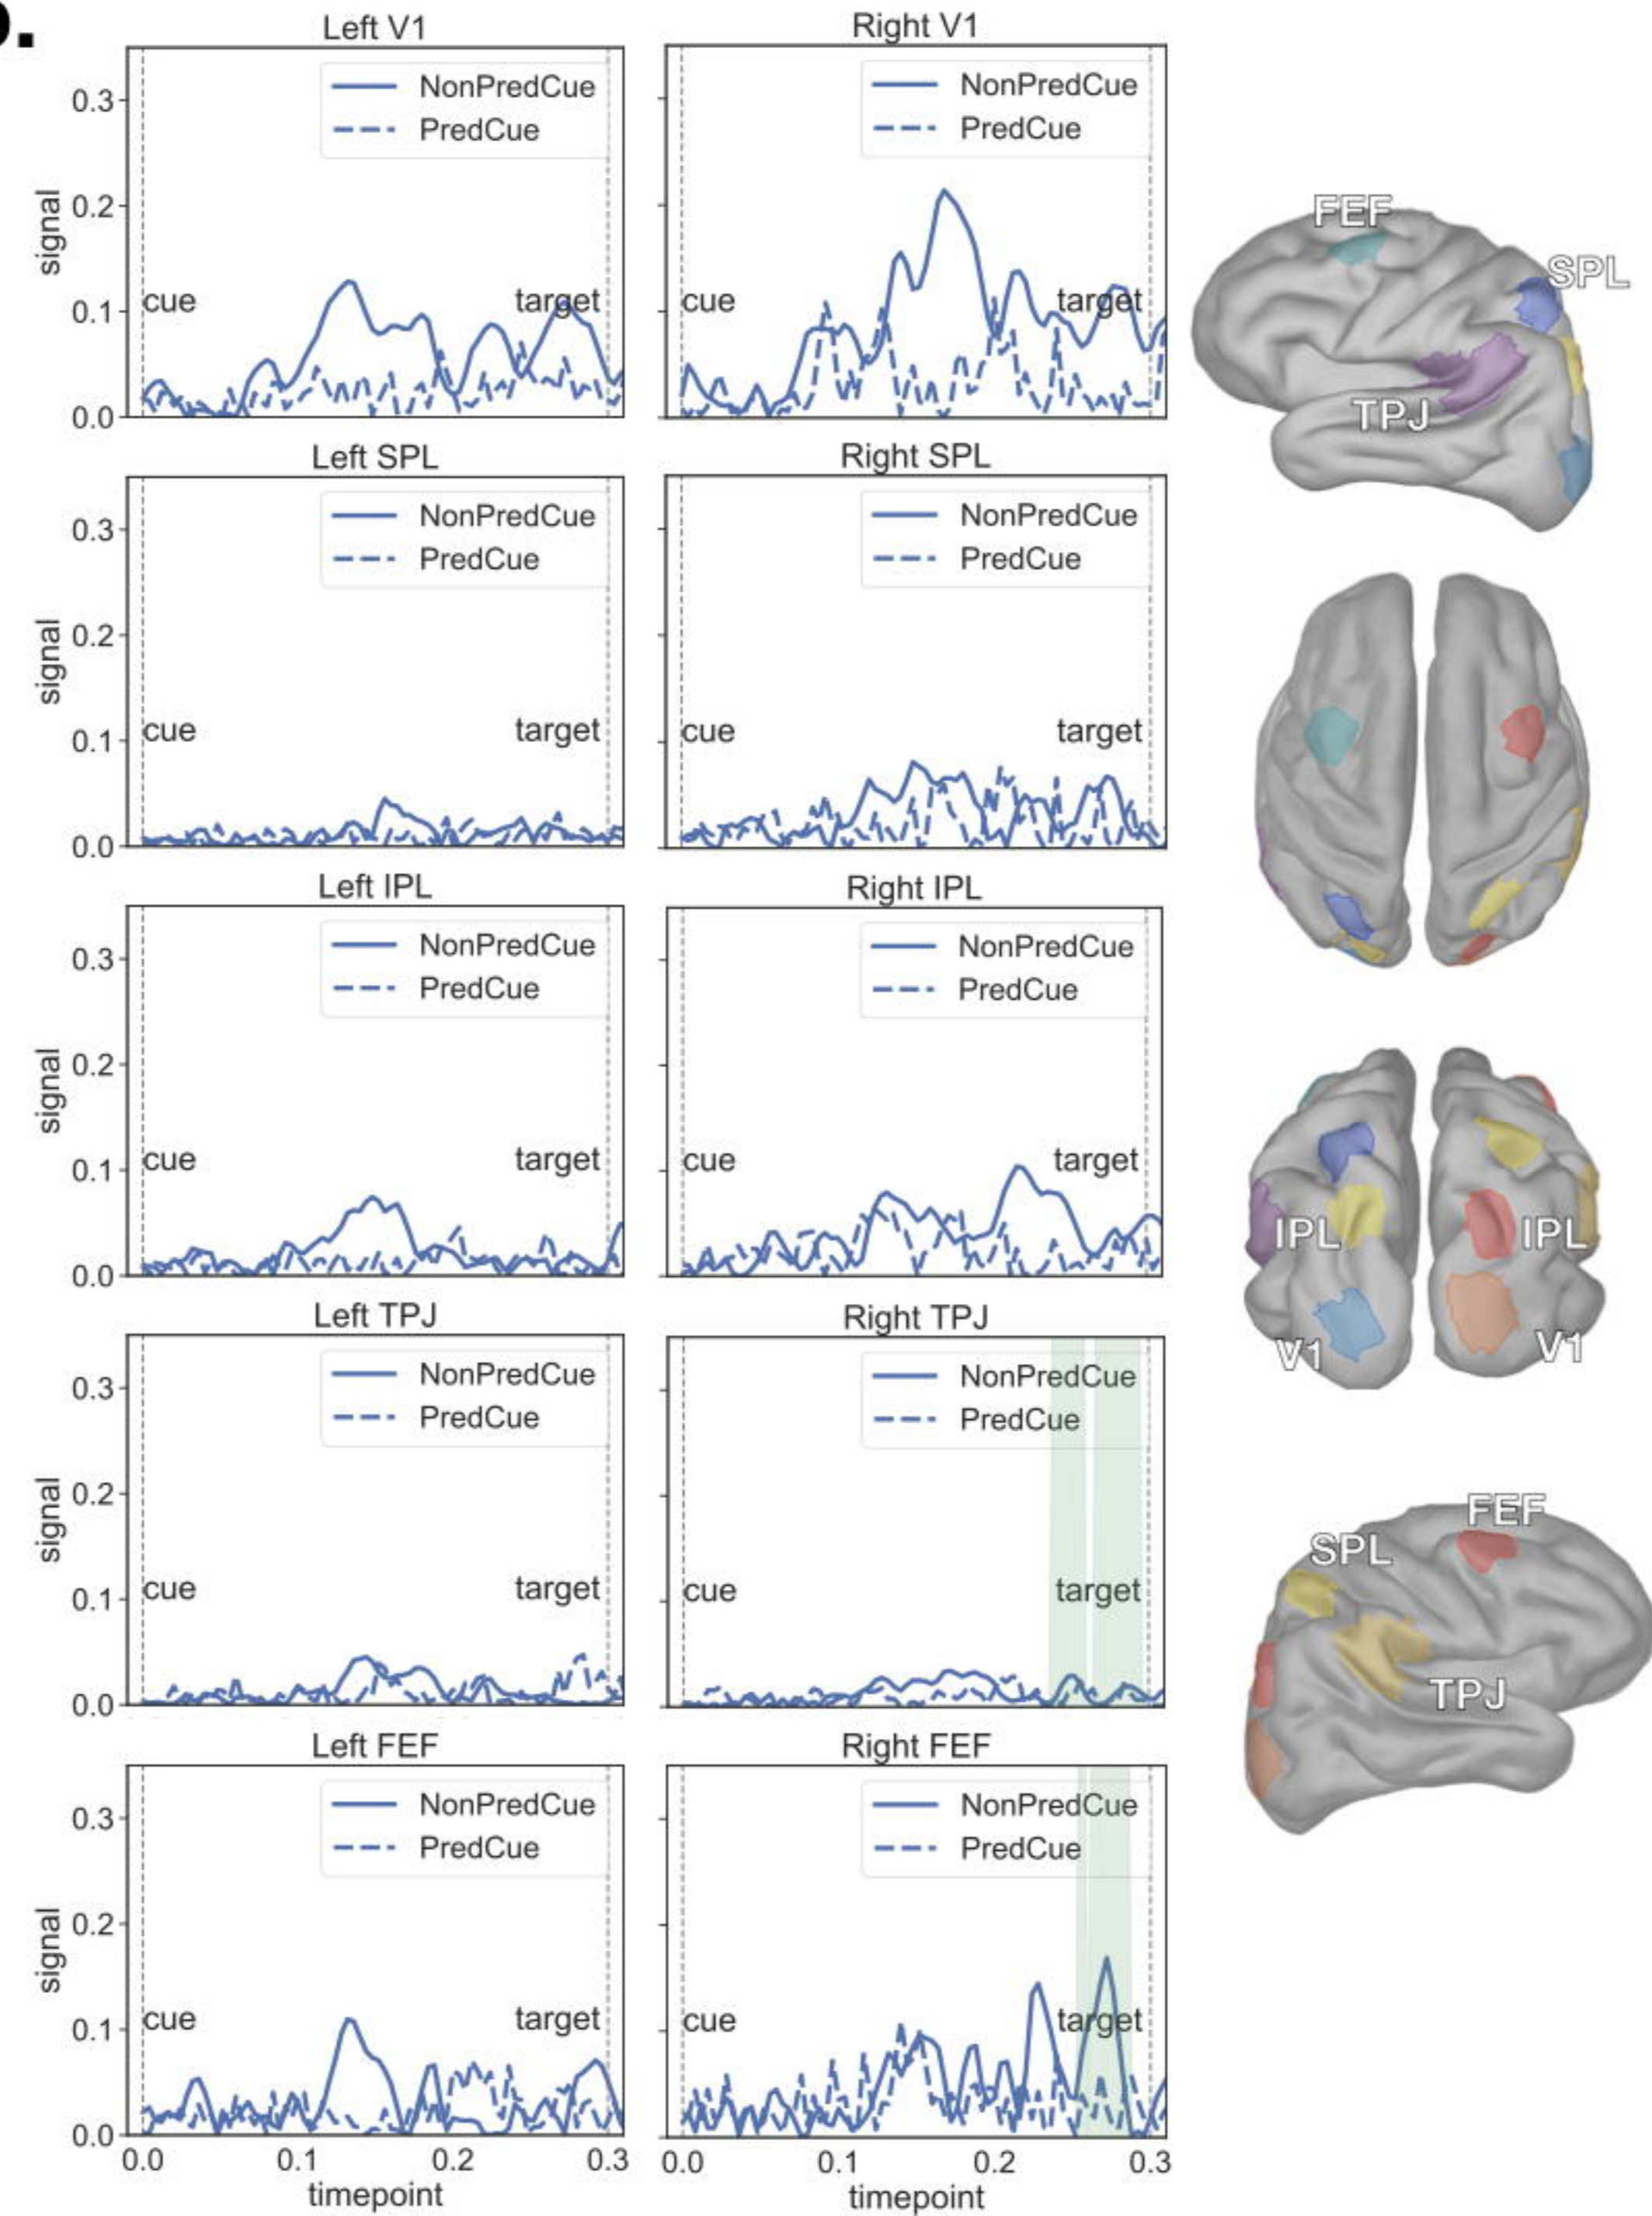 Left V1
NonPredCue
PredCue
0.3
0.2
0.1
0.0
signal
cue
target
Right V1
NonPredCue
PredCue
cue
target
Left SPL
NonPredCue
PredCue
0.3
0.2
0.1
0.0
signal
cue
target
Right SPL
NonPredCue
PredCue
cue
target
Left IPL
NonPredCue
PredCue
0.3
0.2
0.1
0.0
signal
cue
target
Right IPL
NonPredCue
PredCue
cue
target
Left TPJ
NonPredCue
PredCue
0.3
0.2
0.1
0.0
signal
cue
target
Right TPJ
NonPredCue
PredCue
cue
target
Left FEF
NonPredCue
PredCue
0.3
0.2
0.1
0.0
signal
cue
target
0.0 0.1 0.2 0.3
timepoint
Right FEF
NonPredCue
PredCue
cue
target
0.0 0.1 0.2 0.3
timepoint
FEF
SPL
TPJ
IPL IPL
V1 V1
FEF
SPL
TPJ